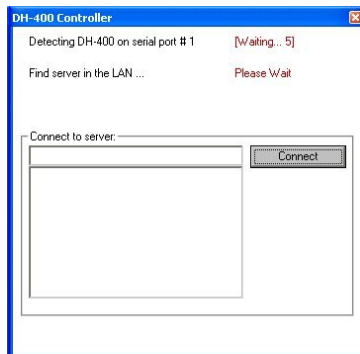 DH-400 Controller
Detecting DH-400 on serial port # 1 [Waiting... 5]
Find server in the LAN ... Please Wait
Connect to server:
Connect